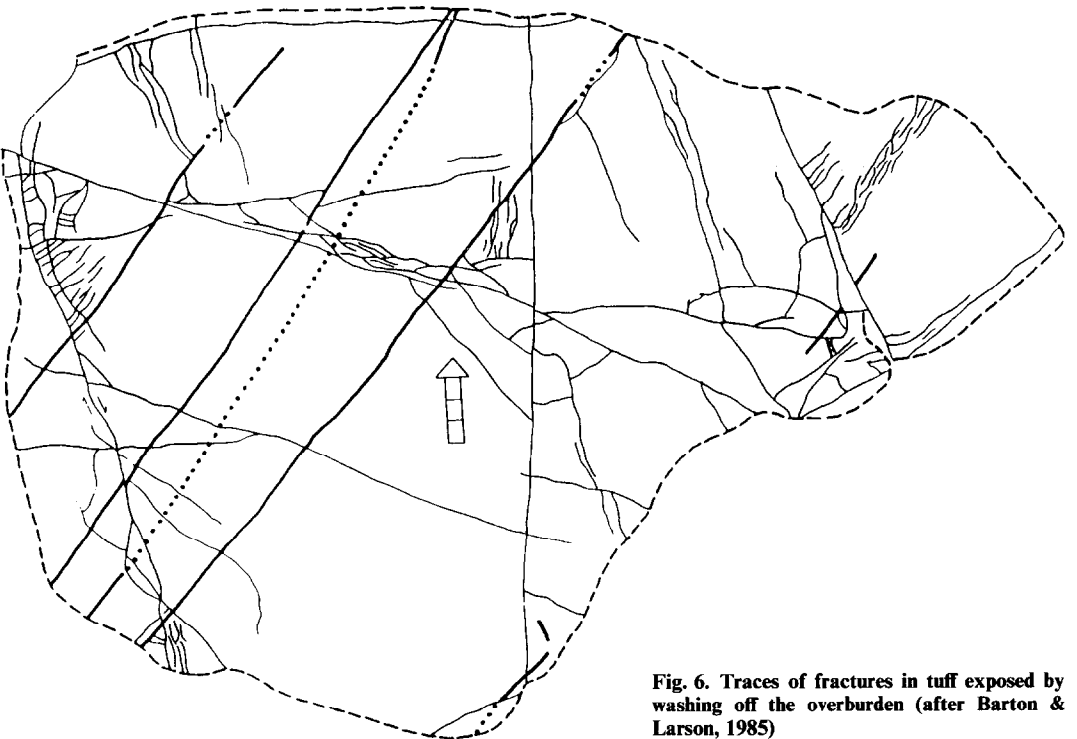 Fig. 6. Traces of fractures in tuff exposed by
washing off the overburden (after Barton &
Larson, 1985)